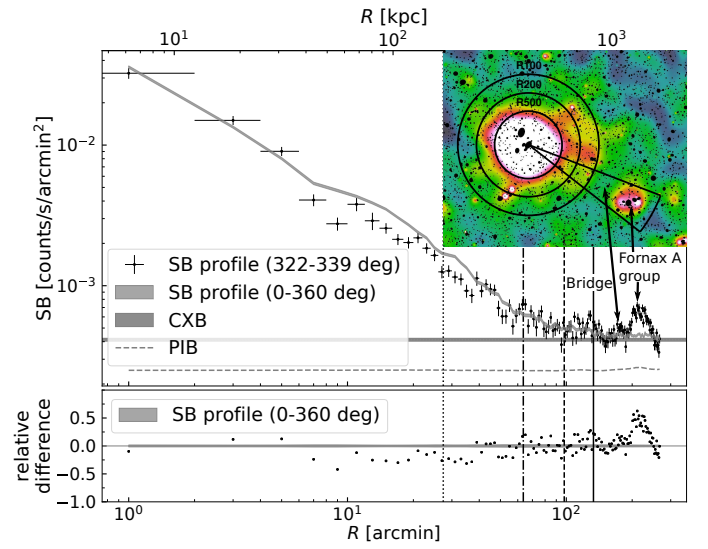 R [kpc]
10¹ 10² 10³
SB [counts/s/arcmin²]
10⁻²
10⁻³
R100
R200
R500
SB profile (322-339 deg)
SB profile (0-360 deg)
CXB
PIB
Bridge
Fornax A
group
relative
difference
0.5
0.0
−0.5
−1.0
SB profile (0-360 deg)
10⁰ 10¹ 10²
R [arcmin]